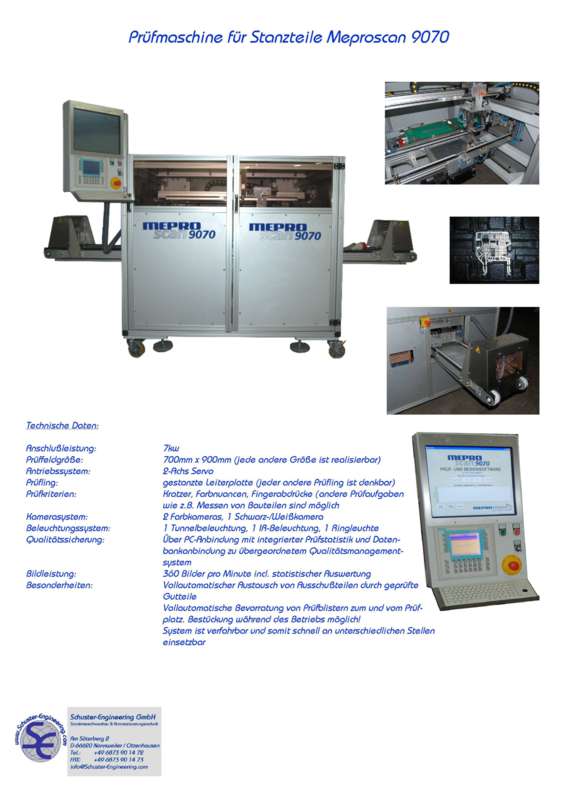 Prüfmaschine für Stanzteile Meproscan 9070
MEPRO
scan 9070
MEPRO
scan 9070
Technische Daten:
Anschlußleistung: 7kw
Prüffeldgröße: 700mm x 900mm (jede andere Größe ist realisierbar)
Antriebssystem: 2-Achs Servo
Prüfling: gestanzte Leiterplatte (jeder andere Prüfling ist denkbar)
Prüfkriterien: Kratzer, Farbnuancen, Fingerabdrücke (andere Prüfaufgaben
wie z.B. Messen von Bauteilen sind möglich
Kamerasystem: 2 Farbkameras, 1 Schwarz-/Weißkamera
Beleuchtungssystem: 1 Tunnelbeleuchtung, 1 IR-Beleuchtung, 1 Ringleuchte
Qualitätssicherung: Über PC-Anbindung mit integrierter Prüfstatistik und Daten-
bankanbindung zu übergeordnetem Qualitätsmanagement-
system
Bildleistung: 360 Bilder pro Minute incl. statistischer Auswertung
Besonderheiten: Vollautomatischer Austausch von Ausschußteilen durch geprüfte
Gutteile
Vollautomatische Bevorratung von Prüfblistern zum und vom Prüf-
platz. Bestückung während des Betriebs möglich!
System ist verfahrbar und somit schnell an unterschiedlichen Stellen
einsetzbar
MEPRO
scan 9070
www.Schuster-Engineering.com
SE
Schuster-Engineering GmbH
Am Sötenberg 2
D-66620 Nonnweiler / Otzenhausen
Tel.: +49 6873 90 14 72
FAX: +49 6873 90 14 73
info@Schuster-Engineering.com